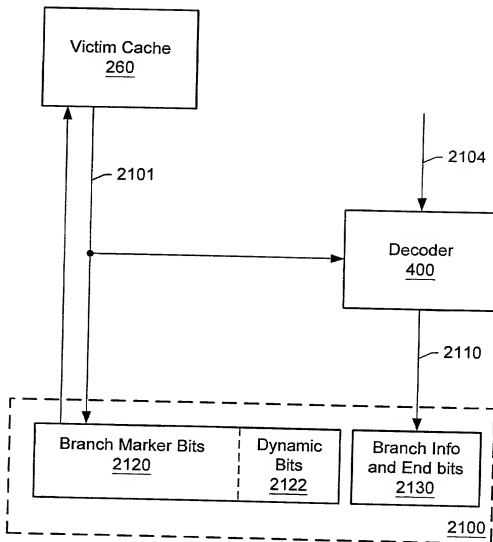 Victim Cache
260
2101
2104
Decoder
400
2110
Branch Marker Bits
2120
Dynamic
Bits
2122
Branch Info
and End bits
2130
2100